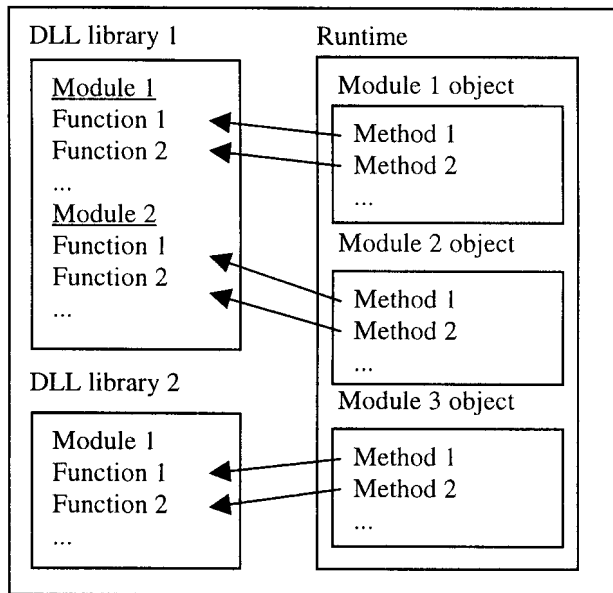 DLL library 1
Module 1
Function 1
Function 2
...
Module 2
Function 1
Function 2
...
DLL library 2
Module 1
Function 1
Function 2
...
Runtime
Module 1 object
Method 1
Method 2
...
Module 2 object
Method 1
Method 2
...
Module 3 object
Method 1
Method 2
...